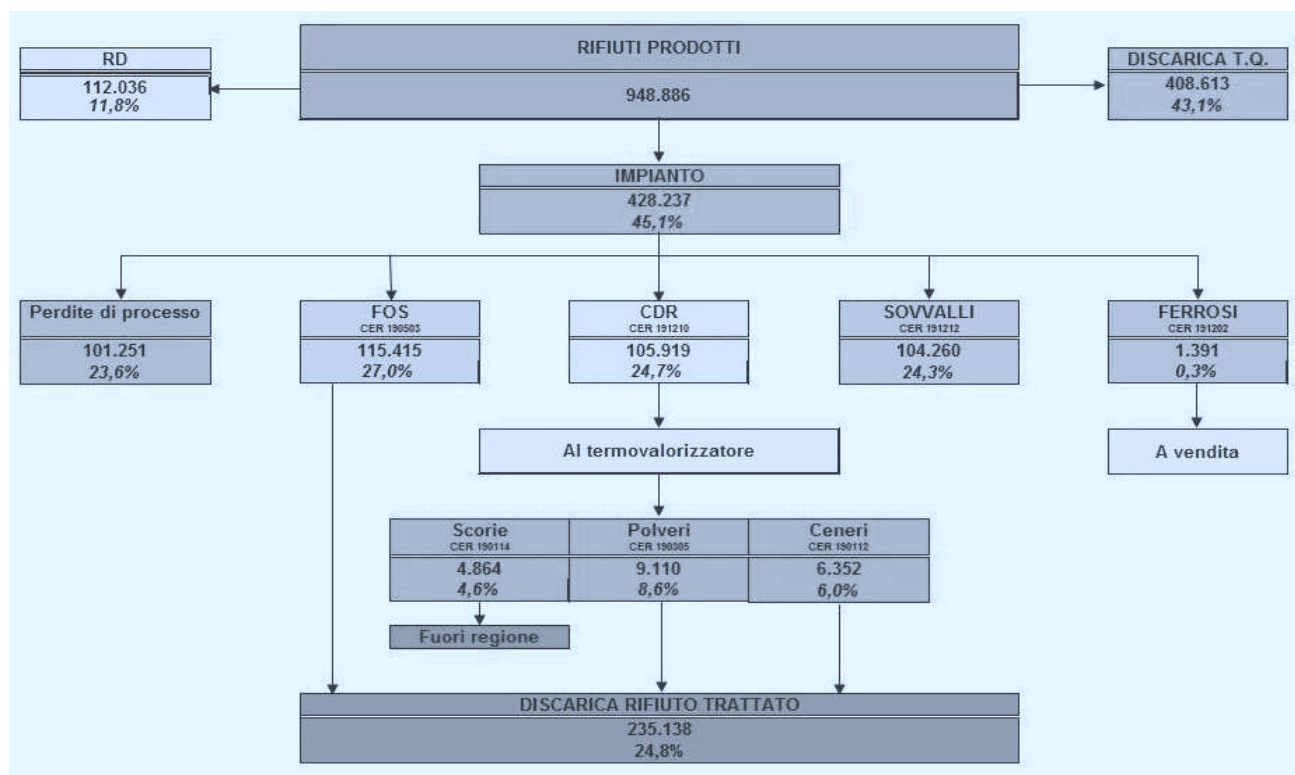 RIFIUTI PRODOTTI
948.886
RD
112.036
11,8%
DISCARICA T.Q.
408.613
43,1%
IMPIANTO
428.237
45,1%
Perdite di processo
101.251
23,6%
FOS
CER 190503
115.415
27,0%
CDR
CER 191210
105.919
24,7%
SOVVALLI
CER 191212
104.260
24,3%
FERROSI
CER 191202
1.391
0,3%
Al termovalorizzatore
A vendita
Scorie
CER 190114
4.864
4,6%
Polveri
CER 190305
9.110
8,6%
Ceneri
CER 190112
6.352
6,0%
Fuori regione
DISCARICA RIFIUTO TRATTATO
235.138
24,8%